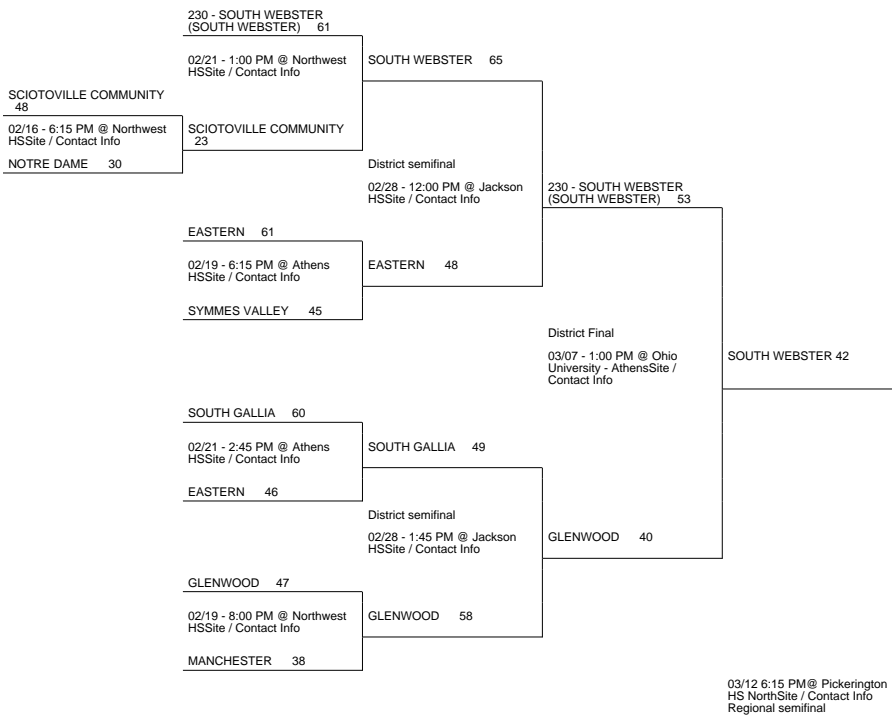 230 - SOUTH WEBSTER
(SOUTH WEBSTER) 61
02/21 - 1:00 PM @ Northwest
HSSite / Contact Info
SOUTH WEBSTER 65
SCIOTOVILLE COMMUNITY
48
02/16 - 6:15 PM @ Northwest
HSSite / Contact Info
SCIOTOVILLE COMMUNITY
23
NOTRE DAME 30
District semifinal
02/28 - 12:00 PM @ Jackson
HSSite / Contact Info
230 - SOUTH WEBSTER
(SOUTH WEBSTER) 53
EASTERN 61
02/19 - 6:15 PM @ Athens
HSSite / Contact Info
EASTERN 48
SYMMES VALLEY 45
District Final
03/07 - 1:00 PM @ Ohio
University - AthensSite /
Contact Info
SOUTH WEBSTER 42
SOUTH GALLIA 60
02/21 - 2:45 PM @ Athens
HSSite / Contact Info
SOUTH GALLIA 49
EASTERN 46
District semifinal
02/28 - 1:45 PM @ Jackson
HSSite / Contact Info
GLENWOOD 40
GLENWOOD 47
02/19 - 8:00 PM @ Northwest
HSSite / Contact Info
GLENWOOD 58
MANCHESTER 38
03/12 6:15 PM@ Pickerington
HS NorthSite / Contact Info
Regional semifinal